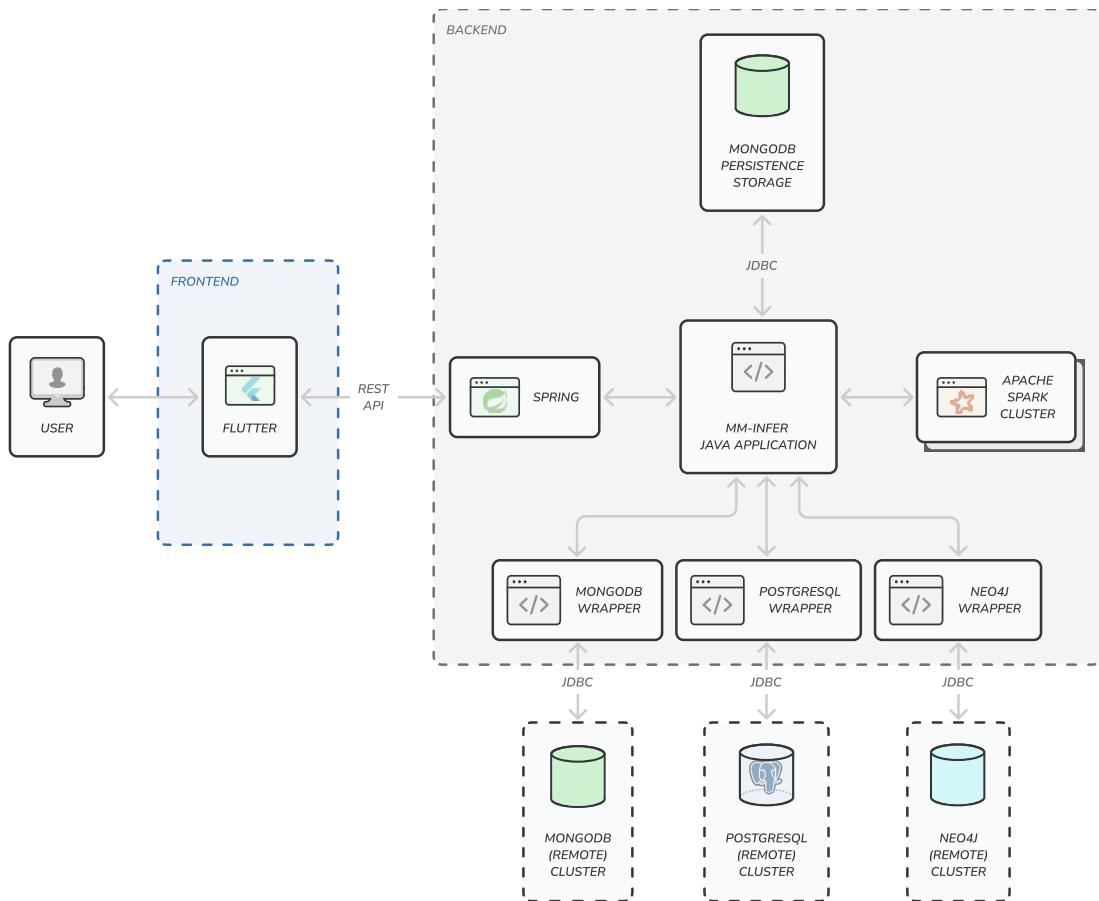 BACKEND
MONGODB
PERSISTENCE
STORAGE
JDBC
FRONTEND
USER
FLUTTER
REST
API
SPRING
MM-INFER
JAVA APPLICATION
APACHE
SPARK
CLUSTER
MONGODB
WRAPPER
POSTGRESQL
WRAPPER
NEO4J
WRAPPER
JDBC
JDBC
JDBC
MONGODB
(REMOTE)
CLUSTER
POSTGRESQL
(REMOTE)
CLUSTER
NEO4J
(REMOTE)
CLUSTER